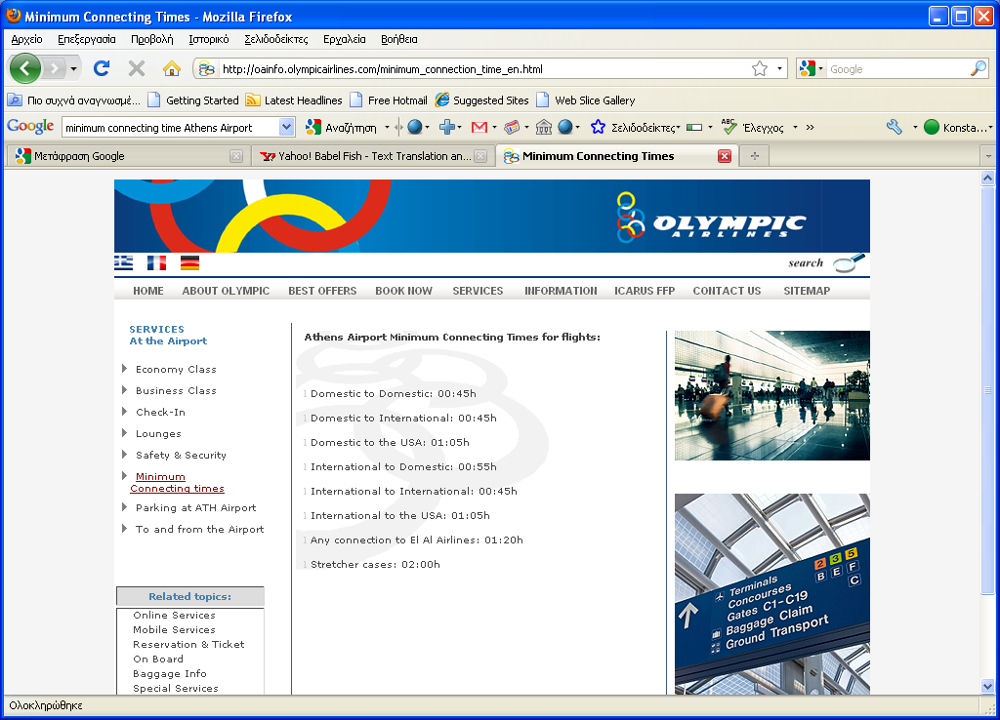 Minimum Connecting Times - Mozilla Firefox
Αρχείο Επεξεργασία Προβολή Ιστορικό Σελιδοδείκτες Εργαλεία Βοήθεια
http://oainfo.olympicairlines.com/minimum_connection_time_en.html Google
Πιο συχνά αναγνωσμέ... Getting Started Latest Headlines Free Hotmail Suggested Sites Web Slice Gallery
Google minimum connecting time Athens Airport Αναζήτηση Σελιδοδείκτες ABC Έλεγχος Konsta...
Μετάφραση Google Yahoo! Babel Fish - Text Translation an... Minimum Connecting Times
OLYMPIC
AIRLINES
search
HOME ABOUT OLYMPIC BEST OFFERS BOOK NOW SERVICES INFORMATION ICARUS FFP CONTACT US SITEMAP
SERVICES
At the Airport
Economy Class
Business Class
Check-In
Lounges
Safety & Security
Minimum
Connecting times
Parking at ATH Airport
To and from the Airport
Related topics:
Online Services
Mobile Services
Reservation & Ticket
On Board
Baggage Info
Special Services
Athens Airport Minimum Connecting Times for flights:
l Domestic to Domestic: 00:45h
l Domestic to International: 00:45h
l Domestic to the USA: 01:05h
l International to Domestic: 00:55h
l International to International: 00:45h
l International to the USA: 01:05h
l Any connection to El Al Airlines: 01:20h
l Stretcher cases: 02:00h
2 3 5
B E F
C
Terminals
Concourses
Gates C1-C19
Baggage Claim
Ground Transport
Ολοκληρώθηκε